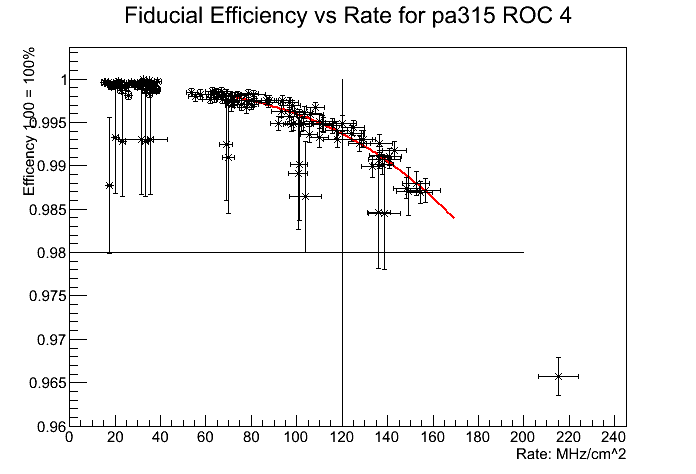 Fiducial Efficiency vs Rate for pa315 ROC 4
Efficency 1.00 = 100%
1
0.995
0.99
0.985
0.98
0.975
0.97
0.965
0.96
0 20 40 60 80 100 120 140 160 180 200 220 240
Rate: MHz/cm^2